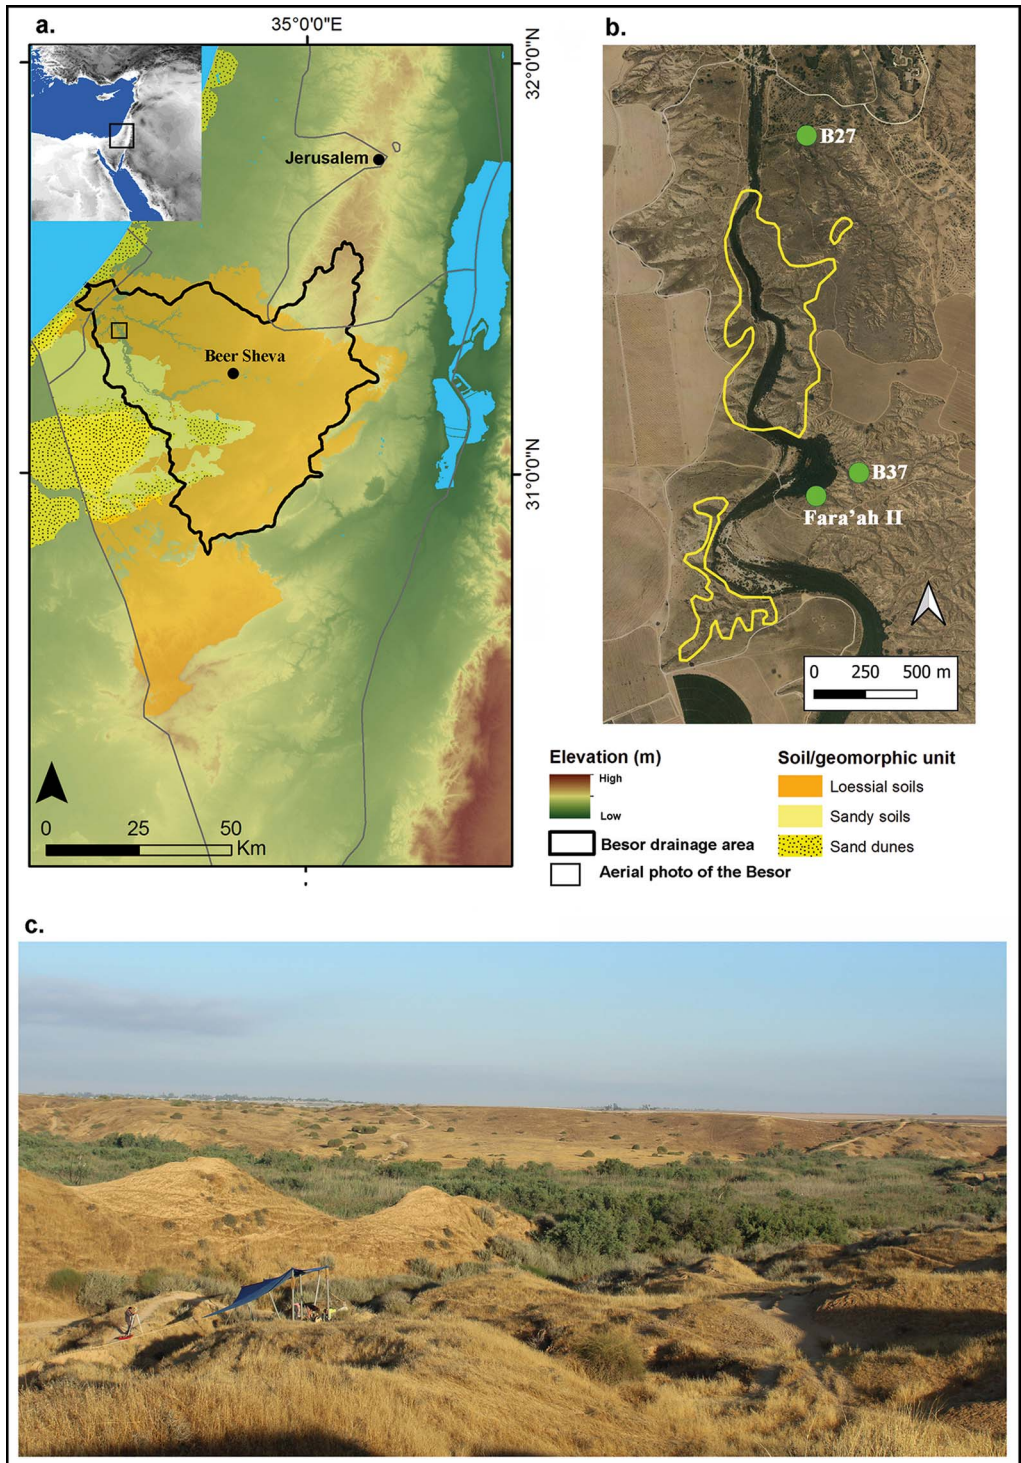 a.
35°0'0"E
b.
32°0'0"N
Jerusalem
B27
Beer Sheva
31°0'0"N
B37
Fara'ah II
0 250 500 m
0 25 50
Km
Elevation (m)
High
Low
Besor drainage area
Aerial photo of the Besor
Soil/geomorphic unit
Loessial soils
Sandy soils
Sand dunes
c.